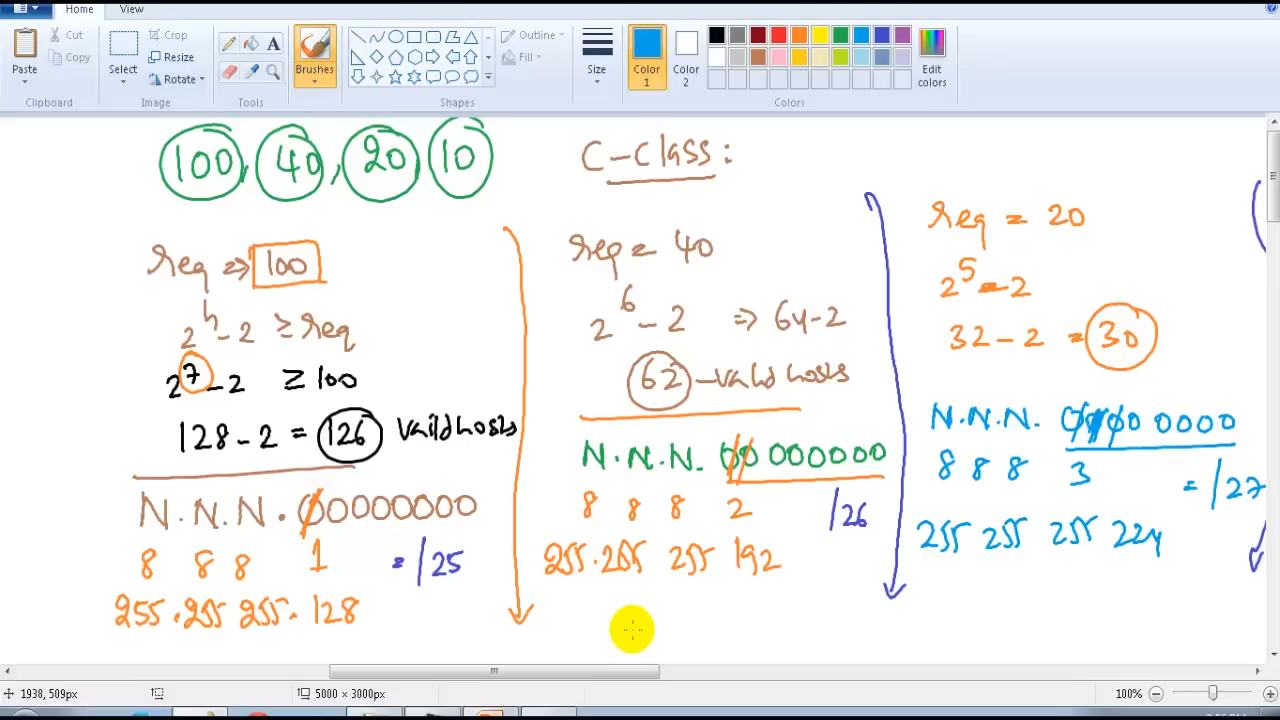 Home View
Cut
Copy
Paste
Clipboard
Select
Crop
Resize
Rotate
Image
A
Tools
Brushes
Shapes
Outline
Fill
Size
Color 1
Color 2
Edit colors
Colors
100, 40, 20 10
C-Class:
req ⇒ 100
2^h - 2 ≥ req
2^7 - 2 ≥ 100
128 - 2 = 126 Valid hosts
N.N.N.00000000
8 8 8 1 = /25
255.255 255.128
req = 40
2^6 - 2 ⇒ 64-2
62 - valid hosts
N.N.N.00 000000
8 8 8 2 /26
255.255 255 192
req = 20
2^5 - 2
32 - 2 = 30
N.N.N. 000 00000
8 8 8 3 = /27
255 255 255 224
1938, 509px
5000 × 3000px
100%